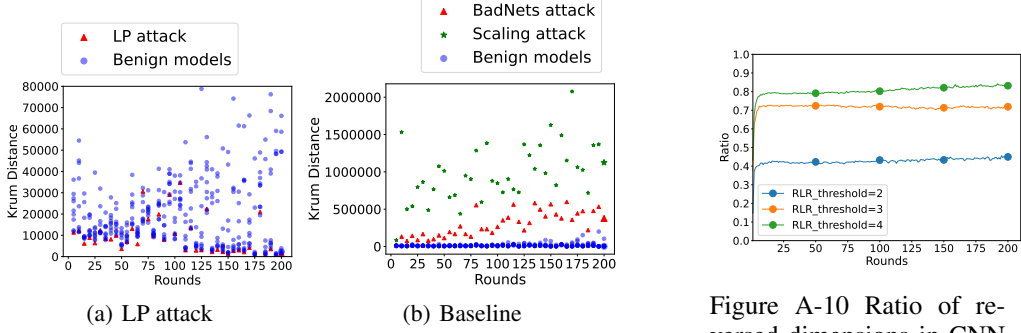 LP attack
Benign models
80000
70000
60000
50000
40000
30000
20000
10000
0
Krum Distance
0 25 50 75 100 125 150 175 200
Rounds
(a) LP attack
BadNets attack
Scaling attack
Benign models
2000000
1500000
1000000
500000
0
Krum Distance
0 25 50 75 100 125 150 175 200
Rounds
(b) Baseline
1.0
0.9
0.8
0.7
0.6
0.5
0.4
0.3
0.2
0.1
0.0
Ratio
RLR_threshold=2
RLR_threshold=3
RLR_threshold=4
50 100 150 200
Rounds
Figure A-10 Ratio of re-
versed dimensions in CNN